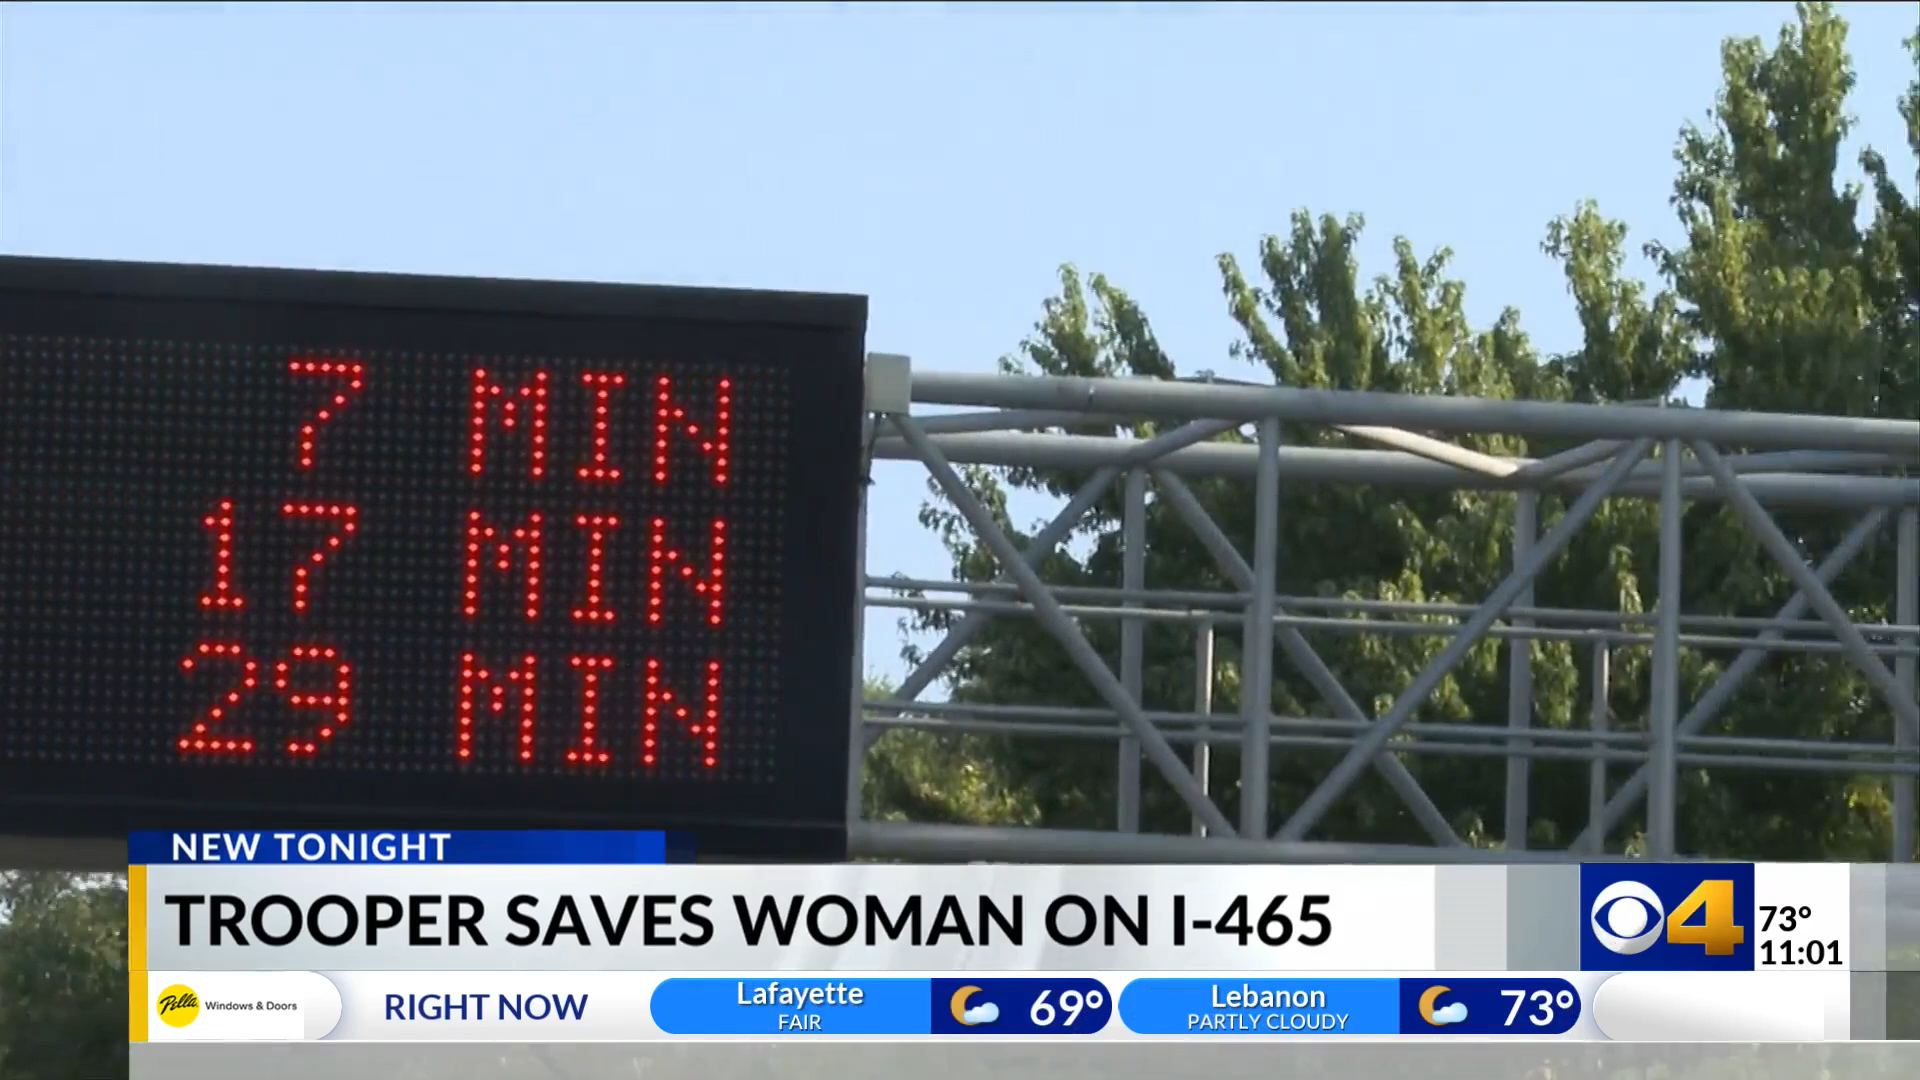 7 MIN
17 MIN
29 MIN
NEW TONIGHT
TROOPER SAVES WOMAN ON I-465
4
73°
11:01
Pella Windows & Doors
RIGHT NOW
Lafayette
FAIR
69°
Lebanon
PARTLY CLOUDY
73°